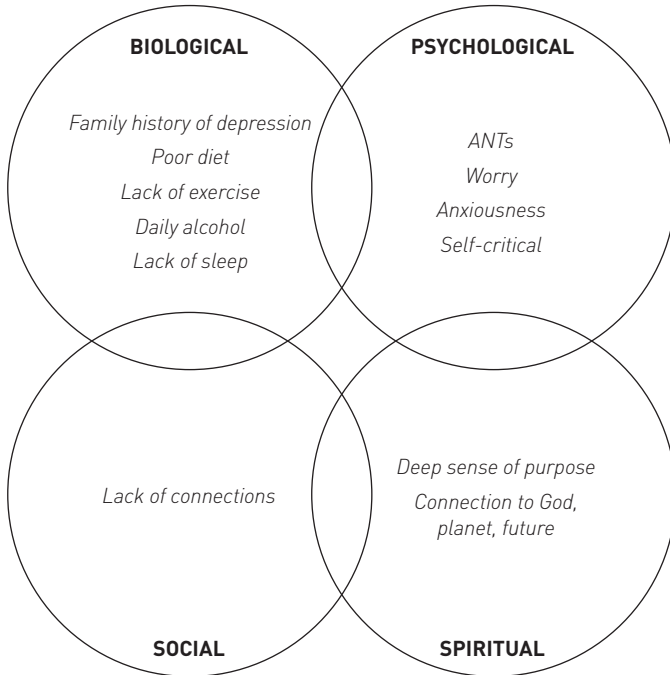 BIOLOGICAL
Family history of depression
Poor diet
Lack of exercise
Daily alcohol
Lack of sleep
PSYCHOLOGICAL
ANTs
Worry
Anxiousness
Self-critical
Lack of connections
SOCIAL
Deep sense of purpose
Connection to God,
planet, future
SPIRITUAL